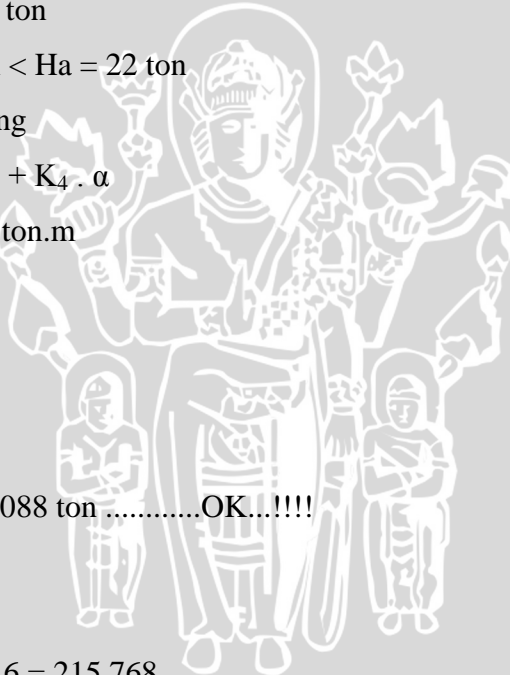 ton
< Ha = 22 ton
ng
+ K₄ . α
ton.m
088 ton ............OK...!!!!
6 = 215,768